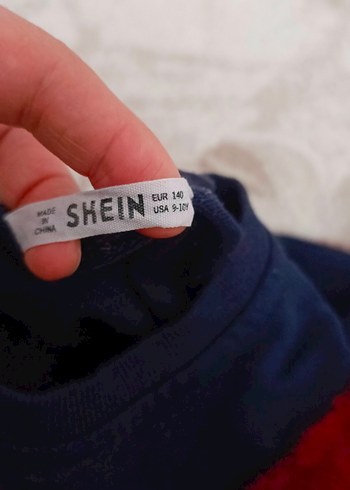 MADE
IN
CHINA
SHEIN
EUR 140
USA 9-10Y